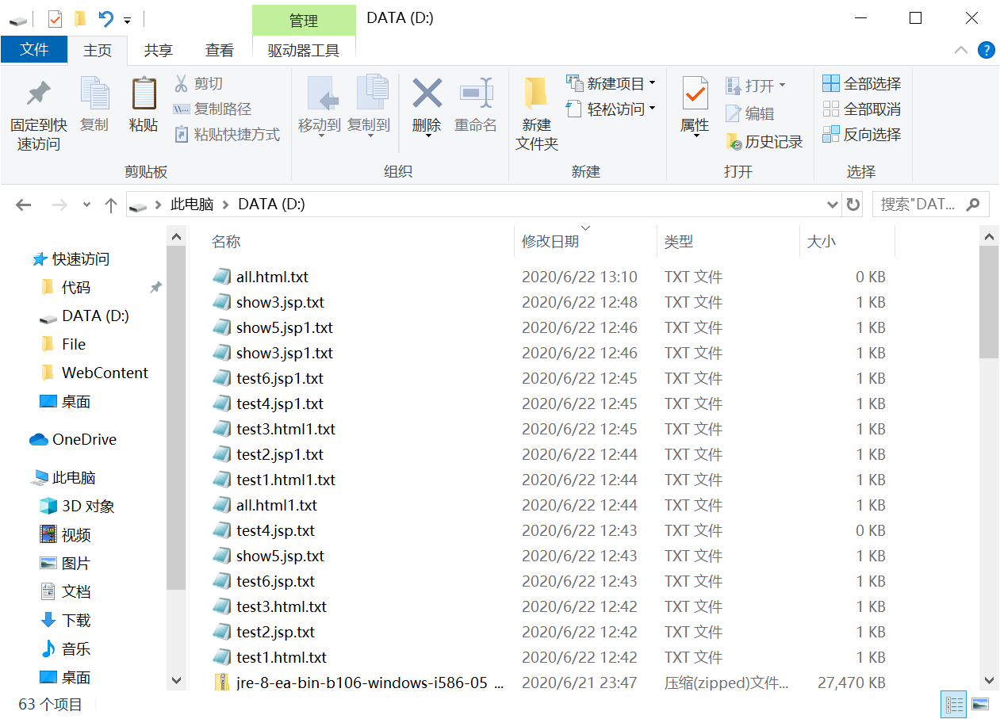 管理
DATA (D:)
文件
主页
共享
查看
驱动器工具
固定到快速访问
复制
粘贴
剪切
复制路径
粘贴快捷方式
剪贴板
移动到
复制到
删除
重命名
组织
新建
文件夹
新建项目
轻松访问
新建
属性
打开
编辑
历史记录
打开
全部选择
全部取消
反向选择
选择
此电脑 > DATA (D:)
搜索"DAT...
快速访问
代码
DATA (D:)
File
WebContent
桌面
OneDrive
此电脑
3D 对象
视频
图片
文档
下载
音乐
桌面
名称 修改日期 类型 大小
all.html.txt 2020/6/22 13:10 TXT 文件 0 KB
show3.jsp.txt 2020/6/22 12:48 TXT 文件 1 KB
show5.jsp1.txt 2020/6/22 12:46 TXT 文件 1 KB
show3.jsp1.txt 2020/6/22 12:46 TXT 文件 1 KB
test6.jsp1.txt 2020/6/22 12:45 TXT 文件 1 KB
test4.jsp1.txt 2020/6/22 12:45 TXT 文件 1 KB
test3.html1.txt 2020/6/22 12:45 TXT 文件 1 KB
test2.jsp1.txt 2020/6/22 12:44 TXT 文件 1 KB
test1.html1.txt 2020/6/22 12:44 TXT 文件 1 KB
all.html1.txt 2020/6/22 12:44 TXT 文件 1 KB
test4.jsp.txt 2020/6/22 12:43 TXT 文件 0 KB
show5.jsp.txt 2020/6/22 12:43 TXT 文件 1 KB
test6.jsp.txt 2020/6/22 12:43 TXT 文件 1 KB
test3.html.txt 2020/6/22 12:42 TXT 文件 1 KB
test2.jsp.txt 2020/6/22 12:42 TXT 文件 1 KB
test1.html.txt 2020/6/22 12:42 TXT 文件 1 KB
jre-8-ea-bin-b106-windows-i586-05 ... 2020/6/21 23:47 压缩(zipped)文件... 27,470 KB
63 个项目